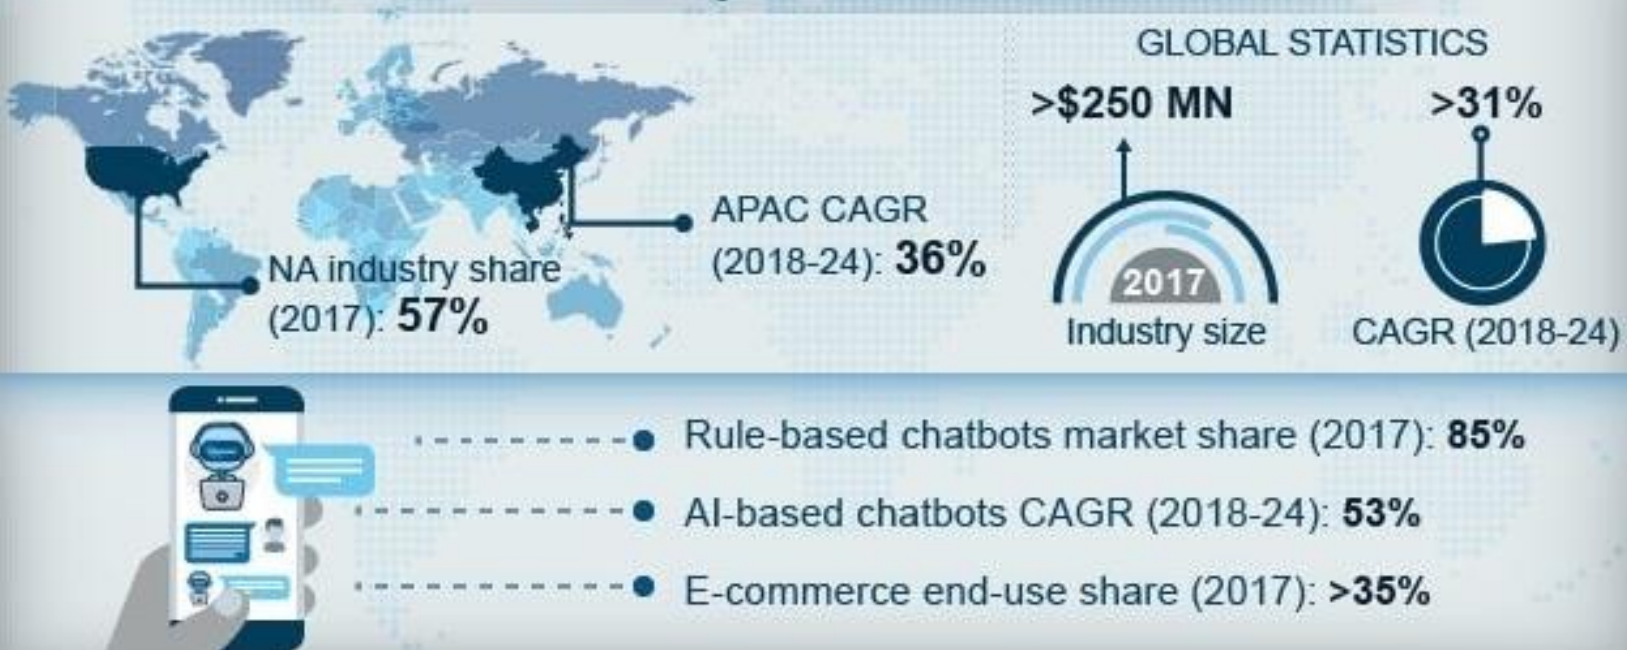 GLOBAL STATISTICS
>$250 MN
>31%
APAC CAGR
(2018-24): 36%
NA industry share
(2017): 57%
2017
Industry size
CAGR (2018-24)
Rule-based chatbots market share (2017): 85%
AI-based chatbots CAGR (2018-24): 53%
E-commerce end-use share (2017): >35%